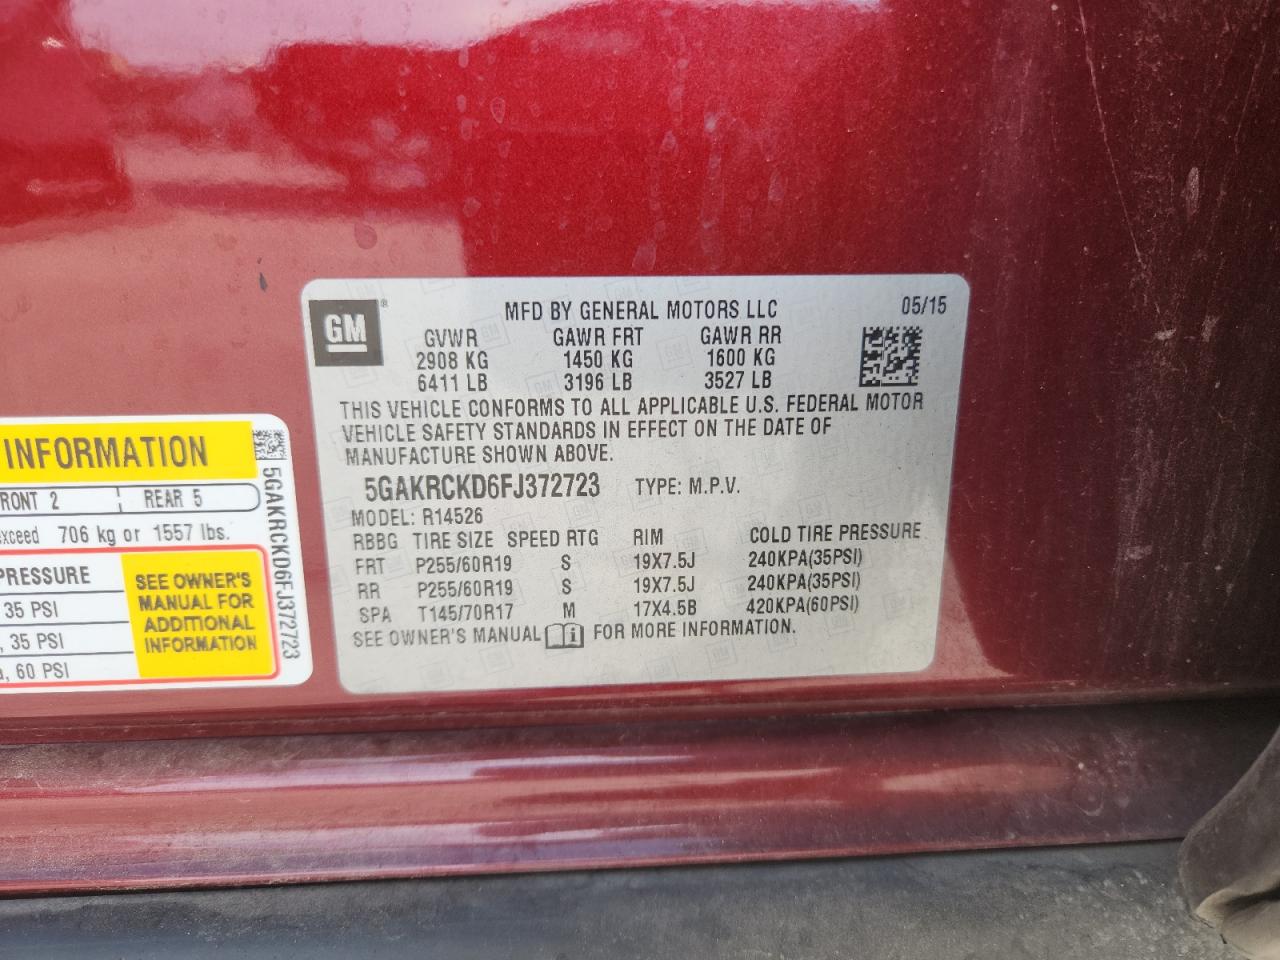 GM ®
MFD BY GENERAL MOTORS LLC 05/15
GVWR GAWR FRT GAWR RR
2908 KG 1450 KG 1600 KG
6411 LB 3196 LB 3527 LB
THIS VEHICLE CONFORMS TO ALL APPLICABLE U.S. FEDERAL MOTOR
VEHICLE SAFETY STANDARDS IN EFFECT ON THE DATE OF
MANUFACTURE SHOWN ABOVE.
5GAKRCKD6FJ372723 TYPE: M.P.V.
MODEL: R14526
RBBG TIRE SIZE SPEED RTG RIM COLD TIRE PRESSURE
FRT P255/60R19 S 19X7.5J 240KPA(35PSI)
RR P255/60R19 S 19X7.5J 240KPA(35PSI)
SPA T145/70R17 M 17X4.5B 420KPA(60PSI)
SEE OWNER'S MANUAL FOR MORE INFORMATION.
INFORMATION
RONT 2 REAR 5
xceed 706 kg or 1557 lbs.
PRESSURE
35 PSI
, 35 PSI
a, 60 PSI
SEE OWNER'S
MANUAL FOR
ADDITIONAL
INFORMATION
5GAKRCKD6FJ372723